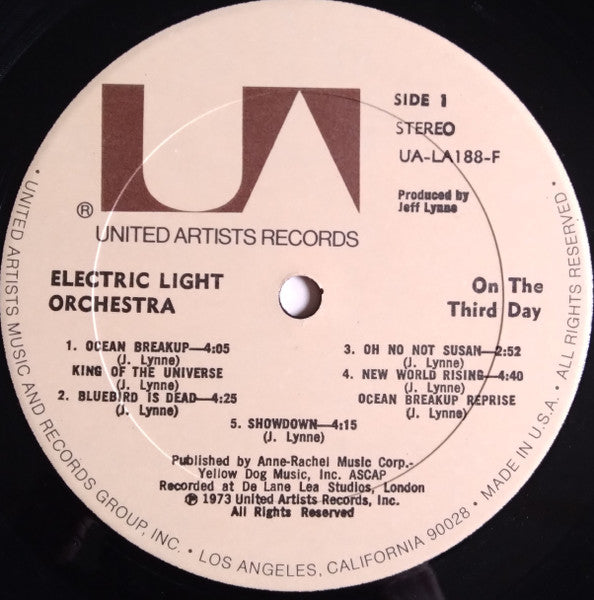 UA
SIDE 1
STEREO
UA-LA188-F
Produced by
Jeff Lynne
®
UNITED ARTISTS RECORDS
ELECTRIC LIGHT
ORCHESTRA
On The
Third Day
1. OCEAN BREAKUP—4:05
(J. Lynne)
KING OF THE UNIVERSE
(J. Lynne)
2. BLUEBIRD IS DEAD—4:25
(J. Lynne)
3. OH NO NOT SUSAN—2:52
(J. Lynne)
4. NEW WORLD RISING—4:40
(J. Lynne)
OCEAN BREAKUP REPRISE
(J. Lynne)
5. SHOWDOWN—4:15
(J. Lynne)
Published by Anne-Rachel Music Corp.-
Yellow Dog Music, Inc. ASCAP
Recorded at De Lane Lea Studios, London
℗ 1973 United Artists Records, Inc.
All Rights Reserved
• UNITED ARTISTS MUSIC AND RECORDS GROUP, INC. • LOS ANGELES, CALIFORNIA 90028 • MADE IN U.S.A. • ALL RIGHTS RESERVED •